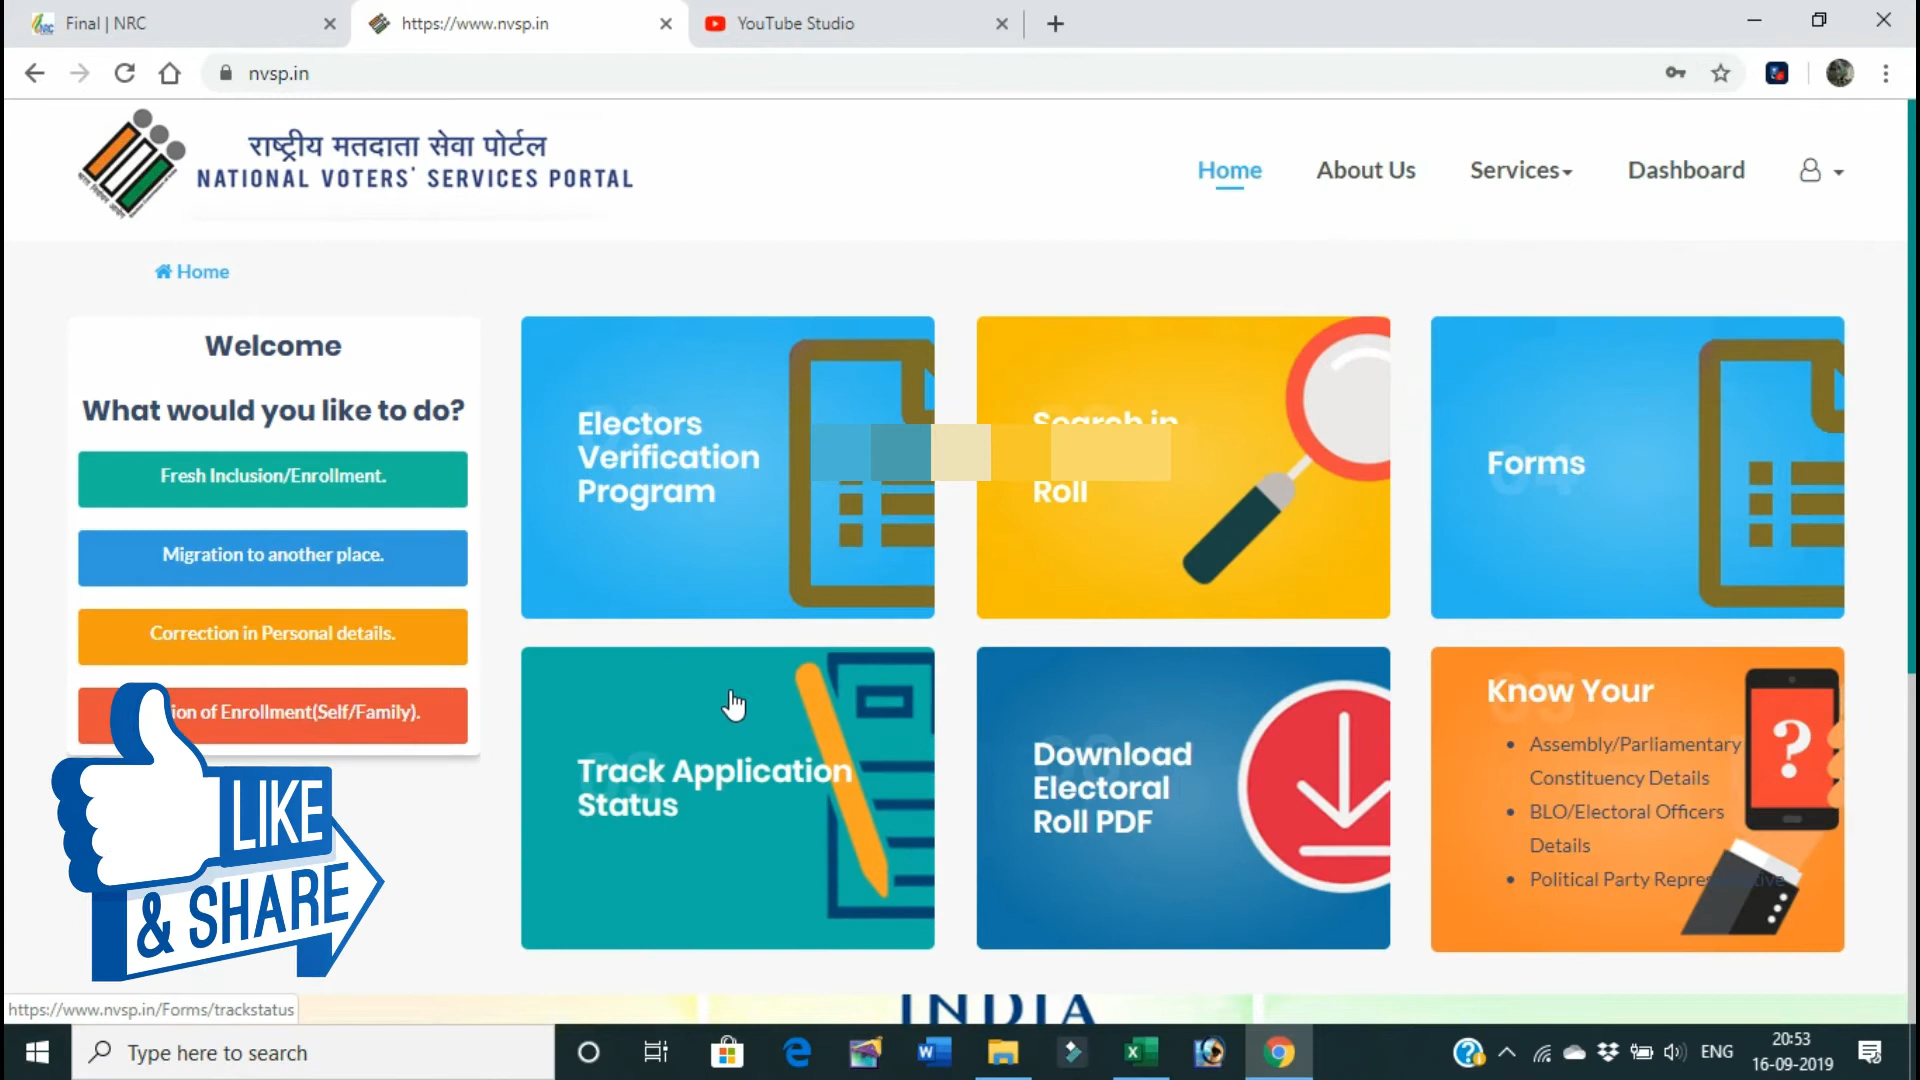 Final | NRC
https://www.nvsp.in
YouTube Studio
nvsp.in
राष्ट्रीय मतदाता सेवा पोर्टल
NATIONAL VOTERS' SERVICES PORTAL
Home
About Us
Services
Dashboard
Home
Welcome
What would you like to do?
Fresh Inclusion/Enrollment.
Migration to another place.
Correction in Personal details.
ion of Enrollment(Self/Family).
Electors
Verification
Program
Search in
Roll
Forms
04
Track Application
Status
Download
Electoral
Roll PDF
Know Your
Assembly/Parliamentary
Constituency Details
BLO/Electoral Officers
Details
Political Party
LIKE
& SHARE
https://www.nvsp.in/Forms/trackstatus
INDIA
Type here to search
ENG
20:53
16-09-2019